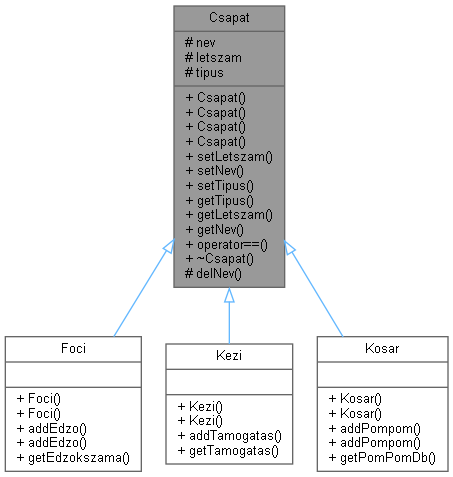 Csapat
# nev
# letszam
# tipus
+ Csapat()
+ Csapat()
+ Csapat()
+ Csapat()
+ setLetszam()
+ setNev()
+ setTipus()
+ getTipus()
+ getLetszam()
+ getNev()
+ operator==()
+ ~Csapat()
# delNev()
Foci
+ Foci()
+ Foci()
+ addEdzo()
+ addEdzo()
+ getEdzokszama()
Kezi
+ Kezi()
+ Kezi()
+ addTamogatas()
+ getTamogatas()
Kosar
+ Kosar()
+ Kosar()
+ addPompom()
+ addPompom()
+ getPomPomDb()